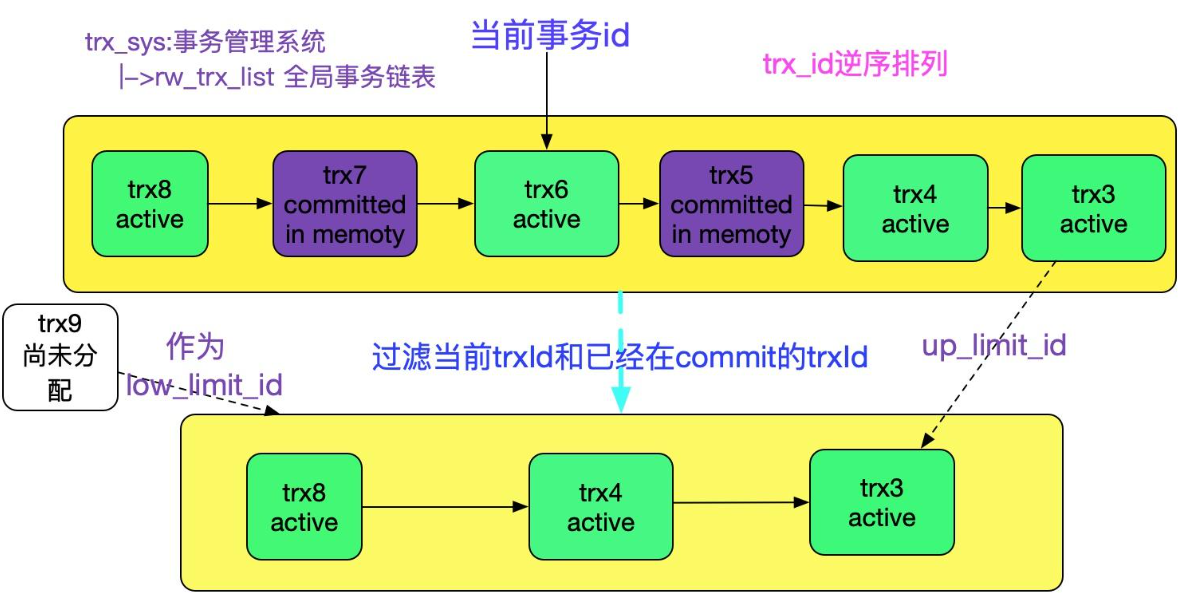 trx_sys:事务管理系统
|->rw_trx_list 全局事务链表
当前事务id
trx_id逆序排列
trx8
active
trx7
committed
in memoty
trx6
active
trx5
committed
in memoty
trx4
active
trx3
active
trx9
尚未分
配
作为
low_limit_id
过滤当前trxId和已经在commit的trxId
up_limit_id
trx8
active
trx4
active
trx3
active